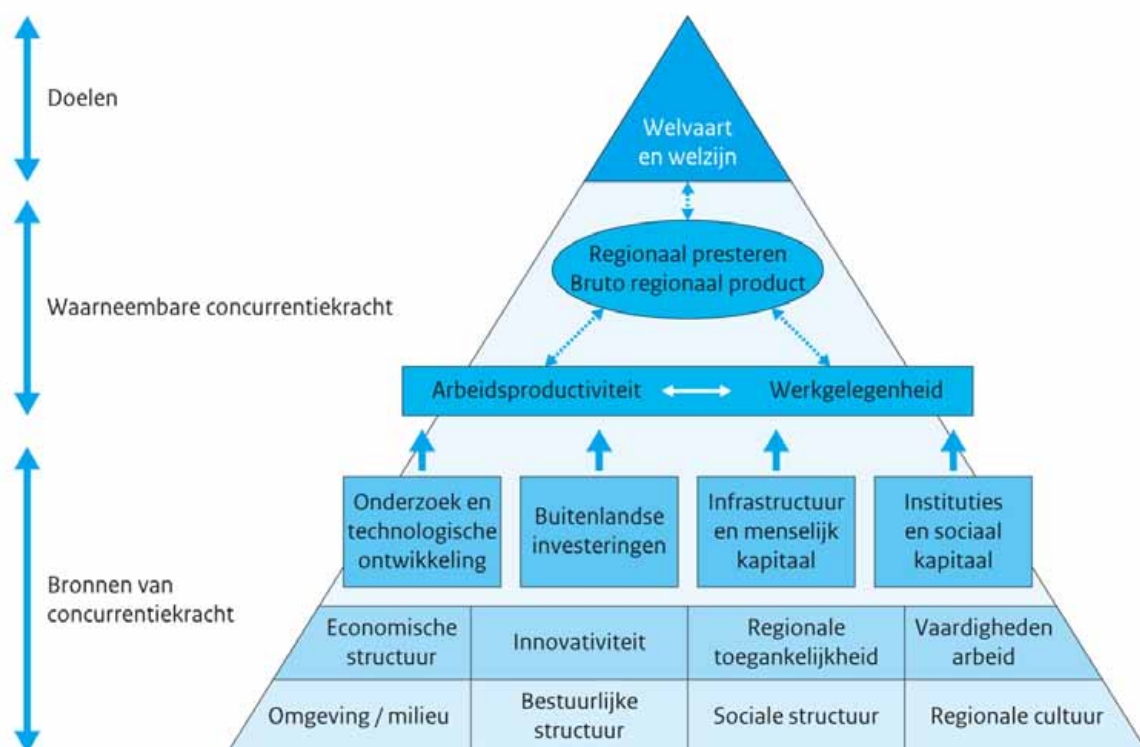 Doelen
Welvaart
en welzijn
Waarneembare concurrentiekracht
Regionaal presteren
Bruto regionaal product
Arbeidsproductiviteit
Werkgelegenheid
Bronnen van
concurrentiekracht
Onderzoek en
technologische
ontwikkeling
Buitenlandse
investeringen
Infrastructuur
en menselijk
kapitaal
Instituties
en sociaal
kapitaal
Economische
structuur
Innovativiteit
Regionale
toegankelijkheid
Vaardigheden
arbeid
Omgeving / milieu
Bestuurlijke
structuur
Sociale structuur
Regionale cultuur